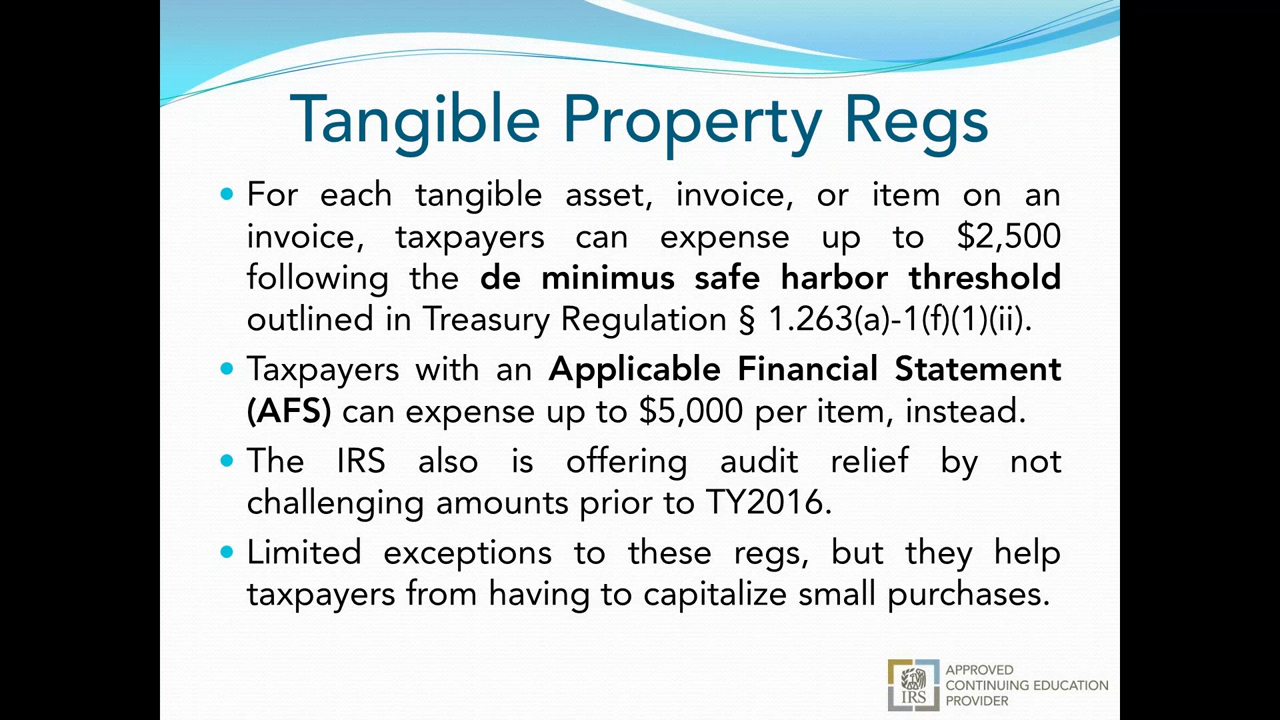 Tangible Property Regs
• For each tangible asset, invoice, or item on an
invoice, taxpayers can expense up to $2,500
following the de minimus safe harbor threshold
outlined in Treasury Regulation § 1.263(a)-1(f)(1)(ii).
• Taxpayers with an Applicable Financial Statement
(AFS) can expense up to $5,000 per item, instead.
• The IRS also is offering audit relief by not
challenging amounts prior to TY2016.
• Limited exceptions to these regs, but they help
taxpayers from having to capitalize small purchases.
IRS
APPROVED
CONTINUING EDUCATION
PROVIDER